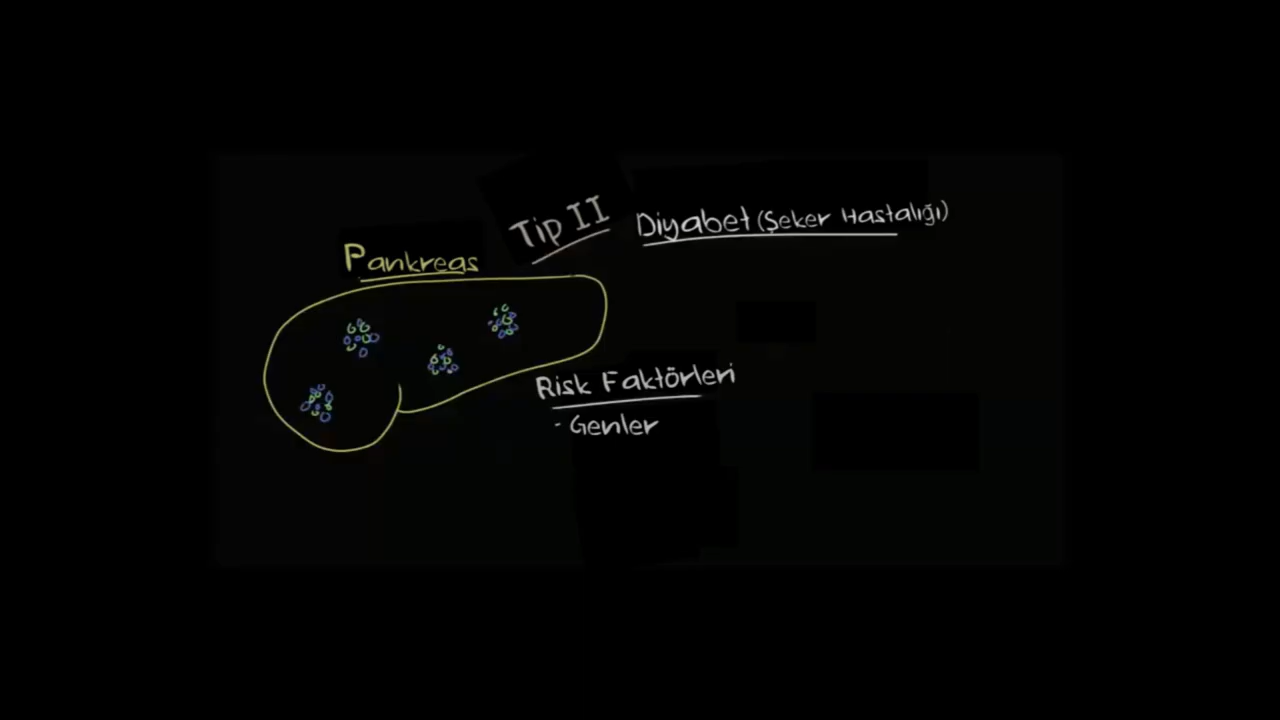 Tip II Diyabet (Şeker Hastalığı)
Pankreas
Risk Faktörleri
- Genler